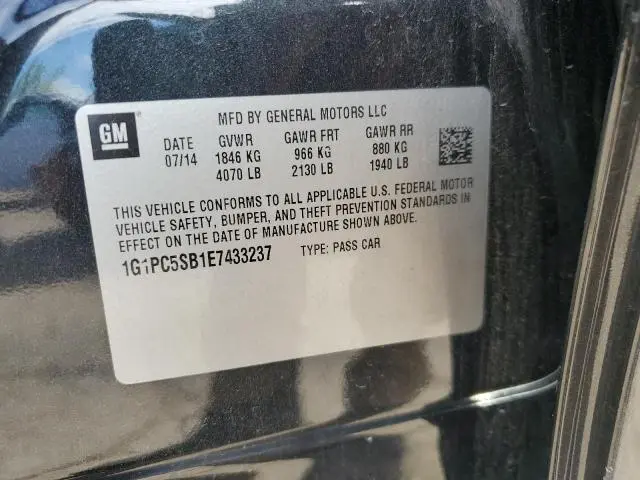 GM
MFD BY GENERAL MOTORS LLC
DATE GVWR GAWR FRT GAWR RR
07/14 1846 KG 966 KG 880 KG
4070 LB 2130 LB 1940 LB
THIS VEHICLE CONFORMS TO ALL APPLICABLE U.S. FEDERAL MOTOR
VEHICLE SAFETY, BUMPER, AND THEFT PREVENTION STANDARDS IN
EFFECT ON THE DATE OF MANUFACTURE SHOWN ABOVE.
1G1PC5SB1E7433237 TYPE: PASS CAR